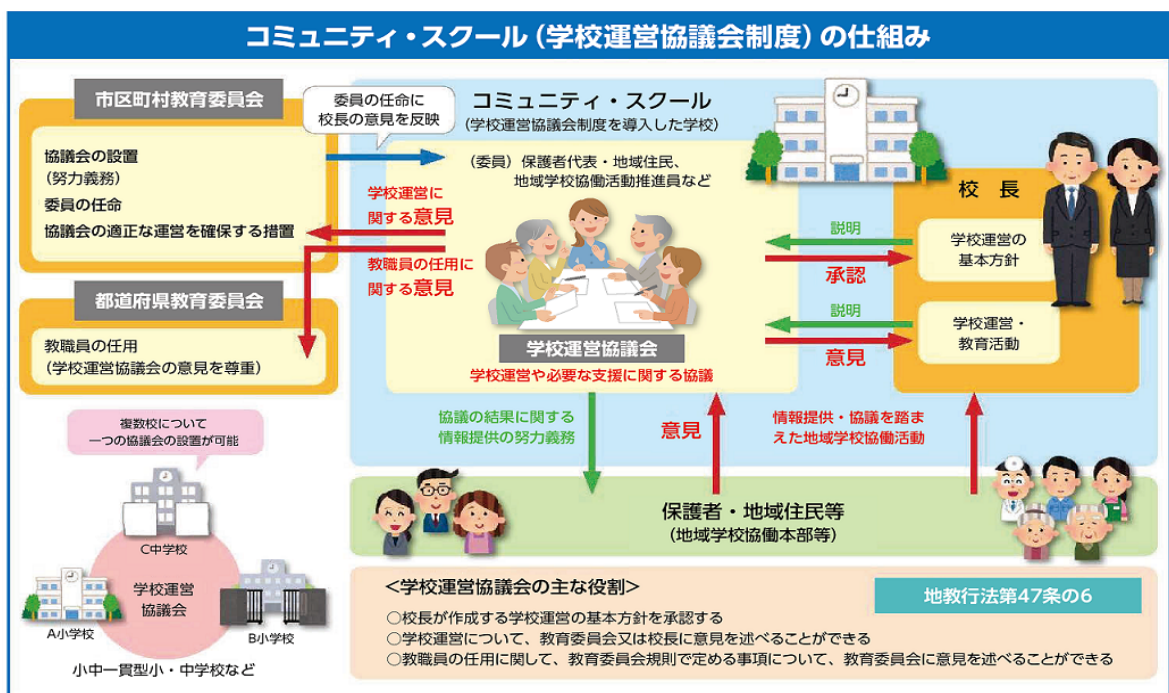 コミュニティ・スクール(学校運営協議会制度)の仕組み
市区町村教育委員会
協議会の設置
(努力義務)
委員の任命
協議会の適正な運営を確保する措置
委員の任命に
校長の意見を反映
コミュニティ・スクール
(学校運営協議会制度を導入した学校)
(委員)保護者代表・地域住民、
地域学校協働活動推進員など
学校運営に
関する意見
教職員の任用に
関する意見
都道府県教育委員会
教職員の任用
(学校運営協議会の意見を尊重)
学校運営協議会
学校運営や必要な支援に関する協議
校 長
説明
承認
学校運営の
基本方針
説明
意見
学校運営・
教育活動
協議の結果に関する
情報提供の努力義務
意見
情報提供・協議を踏ま
えた地域学校協働活動
保護者・地域住民等
(地域学校協働本部等)
複数校について
一つの協議会の設置が可能
C中学校
学校運営
協議会
A小学校
B小学校
小中一貫型小・中学校など
<学校運営協議会の主な役割>
地教行法第47条の6
○校長が作成する学校運営の基本方針を承認する
○学校運営について、教育委員会又は校長に意見を述べることができる
○教職員の任用に関して、教育委員会規則で定める事項について、教育委員会に意見を述べることができる